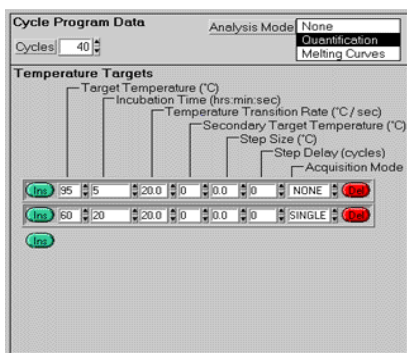 Cycle Program Data
Analysis Mode None
Quantification
Melting Curves
Cycles 40
Temperature Targets
Target Temperature (°C)
Incubation Time (hrs:min:sec)
Temperature Transition Rate (°C / sec)
Secondary Target Temperature (°C)
Step Size (°C)
Step Delay (cycles)
Acquisition Mode
Ins 95 5 20.0 0 0.0 0 NONE Del
Ins 60 20 20.0 0 0.0 0 SINGLE Del
Ins